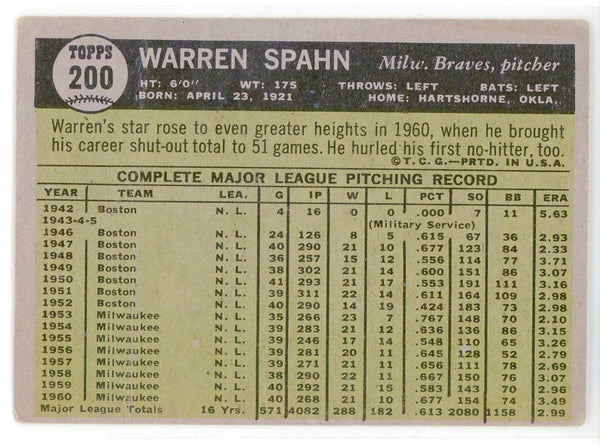 TOPPS
200
WARREN SPAHN Milw. Braves, pitcher
HT: 6'0" WT: 175 THROWS: LEFT BATS: LEFT
BORN: APRIL 23, 1921 HOME: HARTSHORNE, OKLA.
Warren's star rose to even greater heights in 1960, when he brought
his career shut-out total to 51 games. He hurled his first no-hitter, too.
©T.C.G.—PRTD. IN U.S.A.
COMPLETE MAJOR LEAGUE PITCHING RECORD
YEAR TEAM LEA. G IP W L PCT SO BB ERA
1942 Boston N. L. 4 16 0 0 .000 7 11 5.63
1943-4-5 (Military Service)
1946 Boston N. L. 24 126 8 5 .615 67 36 2.93
1947 Boston N. L. 40 290 21 10 .677 123 84 2.33
1948 Boston N. L. 36 257 15 12 .556 114 77 3.71
1949 Boston N. L. 38 302 21 14 .600 151 86 3.07
1950 Boston N. L. 41 293 21 17 .553 191 111 3.16
1951 Boston N. L. 39 311 22 14 .611 164 109 2.98
1952 Boston N. L. 40 290 14 19 .424 183 73 2.98
1953 Milwaukee N. L. 35 266 23 7 .767 148 70 2.10
1954 Milwaukee N. L. 39 283 21 12 .636 136 86 3.15
1955 Milwaukee N. L. 39 246 17 14 .548 110 65 3.26
1956 Milwaukee N. L. 39 281 20 11 .645 128 52 2.79
1957 Milwaukee N. L. 39 271 21 11 .656 111 78 2.69
1958 Milwaukee N. L. 38 290 22 11 .667 150 76 3.07
1959 Milwaukee N. L. 40 292 21 15 .583 143 70 2.96
1960 Milwaukee N. L. 40 268 21 10 .677 154 74 3.49
Major League Totals 16 Yrs. 571 4082 288 182 .613 2080 1158 2.99